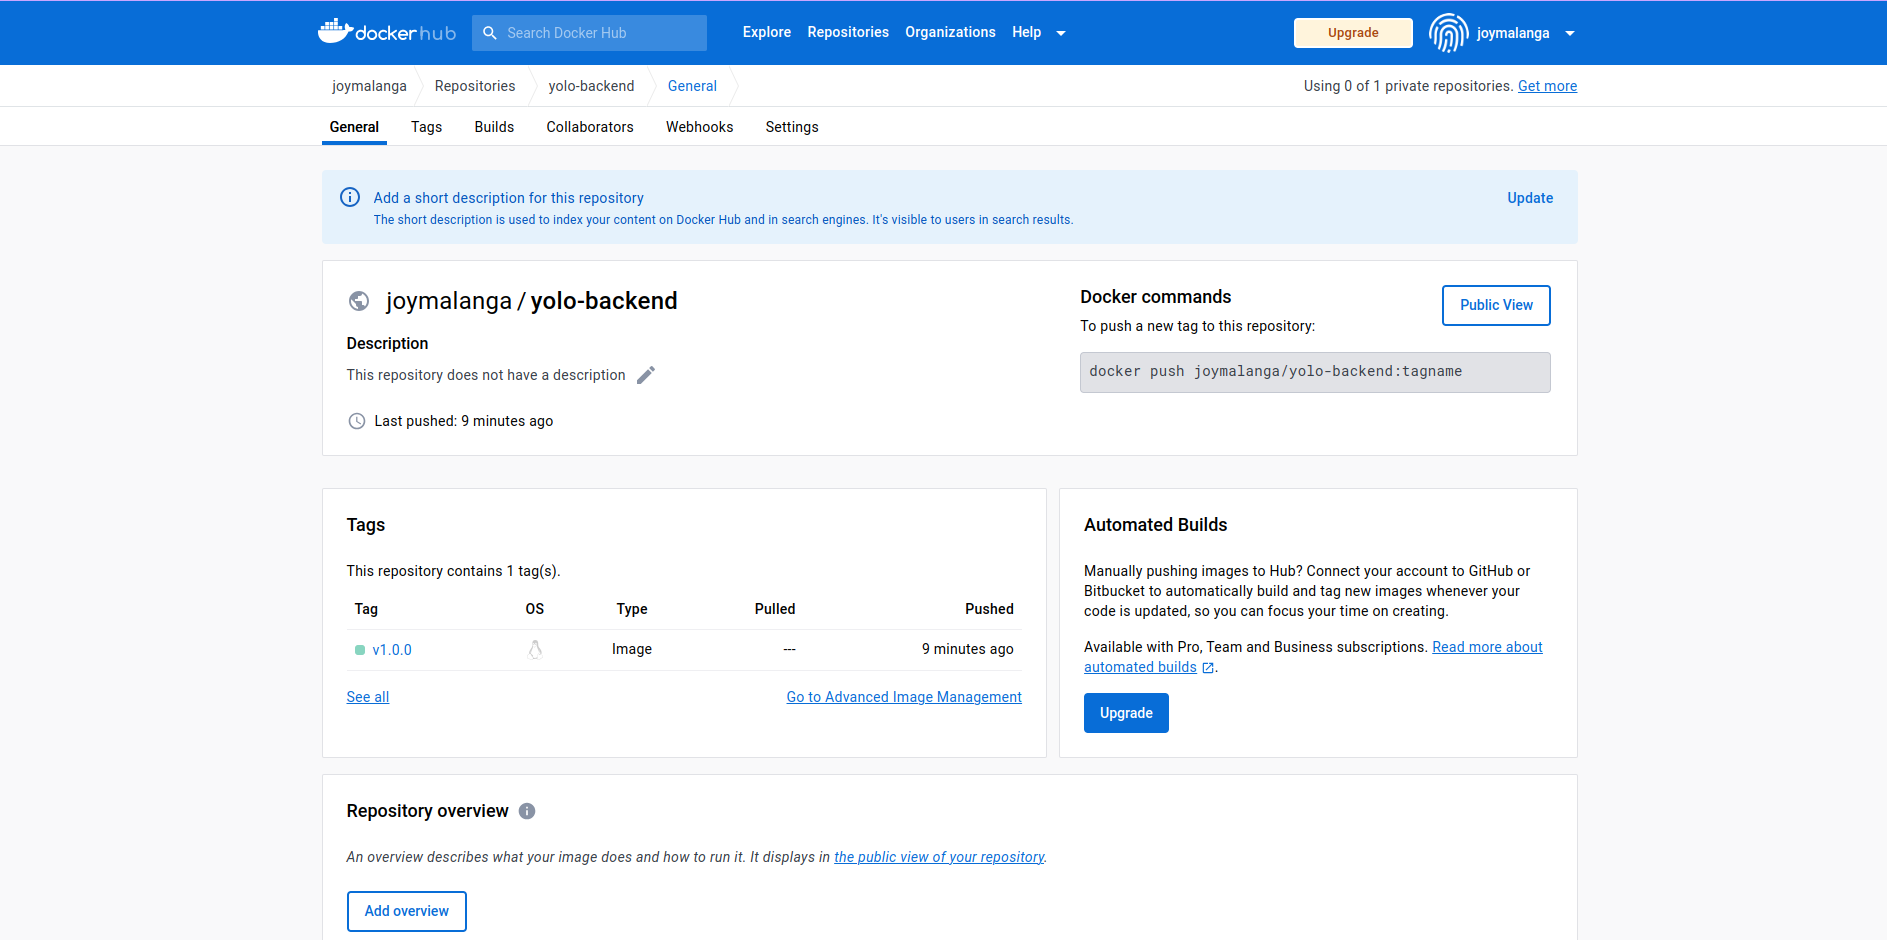 dockerhub
Search Docker Hub
Explore Repositories Organizations Help
Upgrade
joymalanga
joymalanga Repositories yolo-backend General
Using 0 of 1 private repositories. Get more
General Tags Builds Collaborators Webhooks Settings
Add a short description for this repository
Update
The short description is used to index your content on Docker Hub and in search engines. It's visible to users in search results.
joymalanga / yolo-backend
Description
This repository does not have a description
Last pushed: 9 minutes ago
Docker commands
Public View
To push a new tag to this repository:
docker push joymalanga/yolo-backend:tagname
Tags
This repository contains 1 tag(s).
Tag OS Type Pulled Pushed
v1.0.0 Image --- 9 minutes ago
See all Go to Advanced Image Management
Automated Builds
Manually pushing images to Hub? Connect your account to GitHub or
Bitbucket to automatically build and tag new images whenever your
code is updated, so you can focus your time on creating.
Available with Pro, Team and Business subscriptions. Read more about
automated builds .
Upgrade
Repository overview
An overview describes what your image does and how to run it. It displays in the public view of your repository.
Add overview